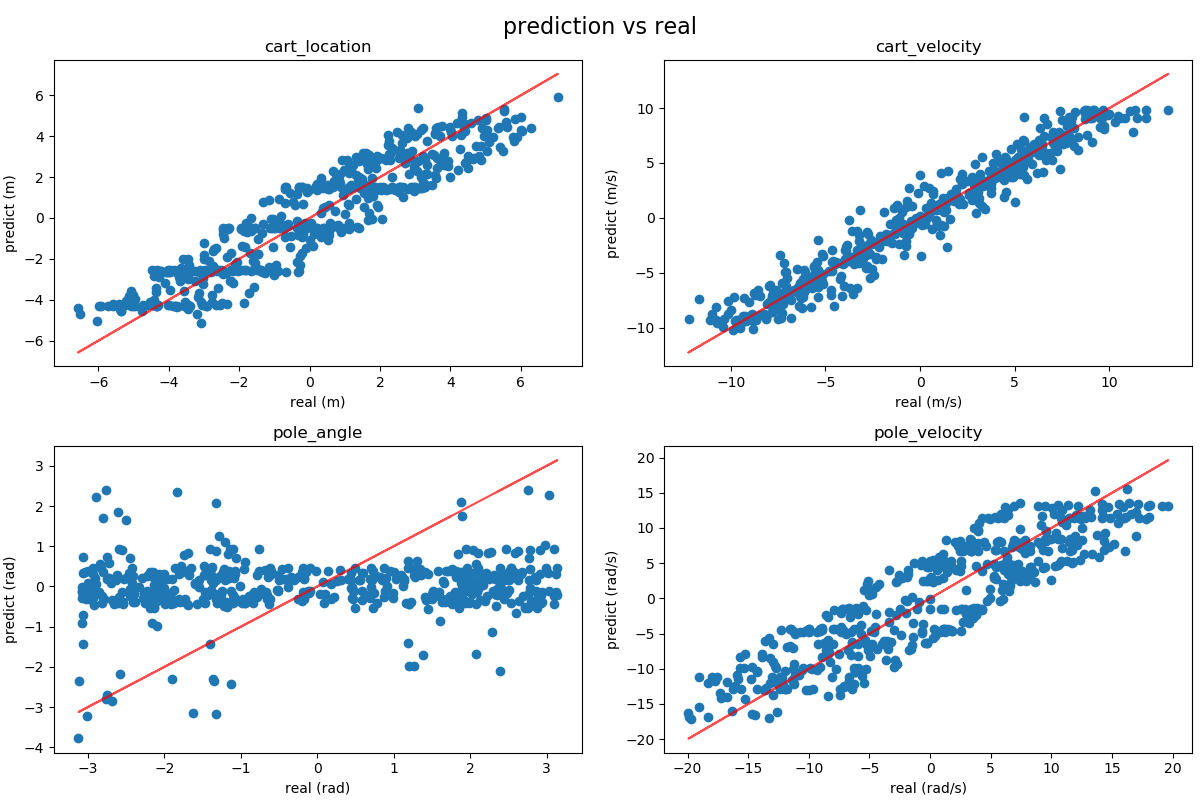 prediction vs real
cart_location
6
4
2
0
−2
−4
−6
predict (m)
−6 −4 −2 0 2 4 6
real (m)
cart_velocity
10
5
0
−5
−10
predict (m/s)
−10 −5 0 5 10
real (m/s)
pole_angle
3
2
1
0
−1
−2
−3
−4
predict (rad)
−3 −2 −1 0 1 2 3
real (rad)
pole_velocity
20
15
10
5
0
−5
−10
−15
−20
predict (rad/s)
−20 −15 −10 −5 0 5 10 15 20
real (rad/s)